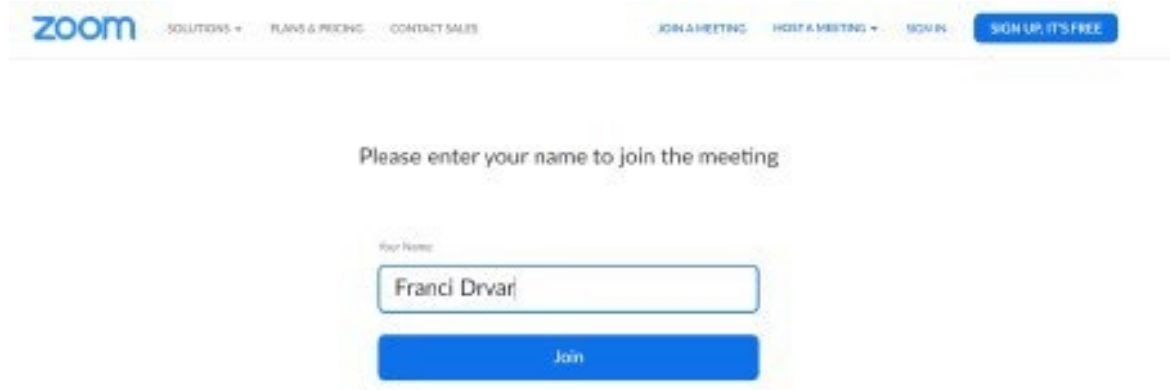 zoom SOLUTIONS PLANS & PRICING CONTACT SALES JOIN A MEETING HOST A MEETING SIGN IN SIGN UP, IT'S FREE
Please enter your name to join the meeting
Your Name
Franci Drvar
Join